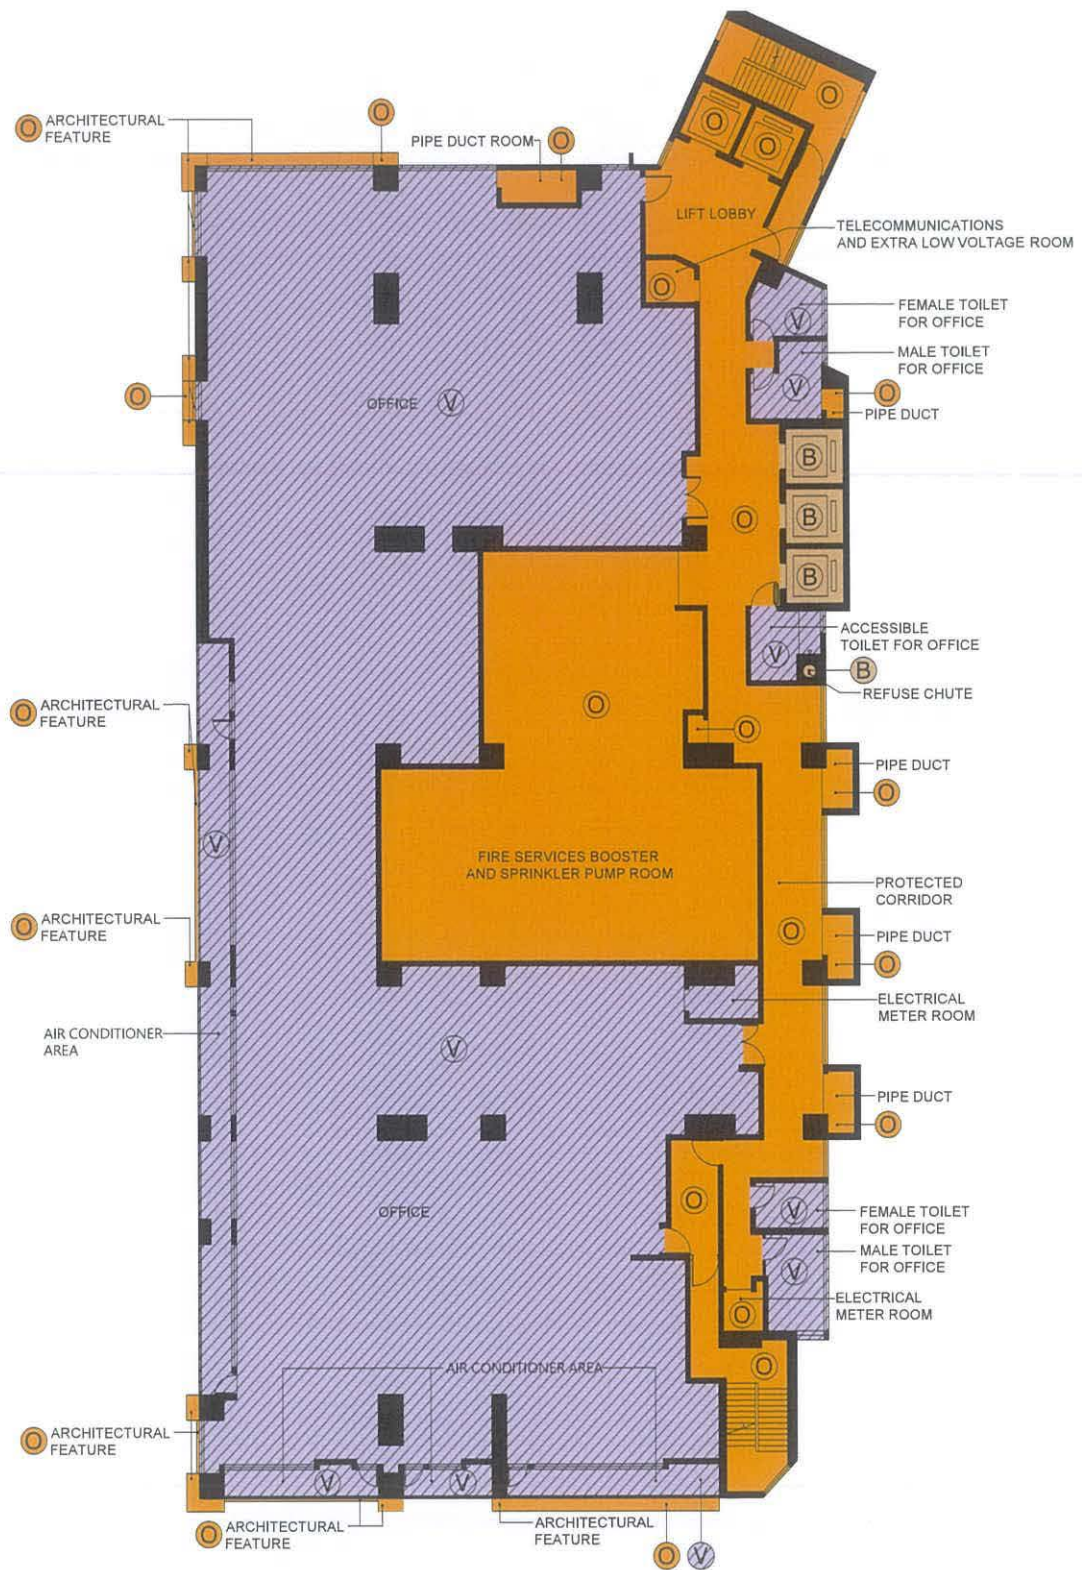 O
O ARCHITECTURAL
FEATURE
O
PIPE DUCT ROOM
O
O
O
LIFT LOBBY
TELECOMMUNICATIONS
AND EXTRA LOW VOLTAGE ROOM
O
FEMALE TOILET
FOR OFFICE
V
MALE TOILET
FOR OFFICE
V
O
PIPE DUCT
O
OFFICE V
B
O
B
B
ACCESSIBLE
TOILET FOR OFFICE
V
B
REFUSE CHUTE
O
O
O ARCHITECTURAL
FEATURE
PIPE DUCT
O
V
FIRE SERVICES BOOSTER
AND SPRINKLER PUMP ROOM
PROTECTED
CORRIDOR
O ARCHITECTURAL
FEATURE
O
PIPE DUCT
O
ELECTRICAL
METER ROOM
AIR CONDITIONER
AREA
V
PIPE DUCT
O
O
OFFICE
V
FEMALE TOILET
FOR OFFICE
MALE TOILET
FOR OFFICE
V
ELECTRICAL
METER ROOM
O
O
AIR CONDITIONER AREA
O ARCHITECTURAL
FEATURE
V
V
V
O ARCHITECTURAL
FEATURE
ARCHITECTURAL
FEATURE
O